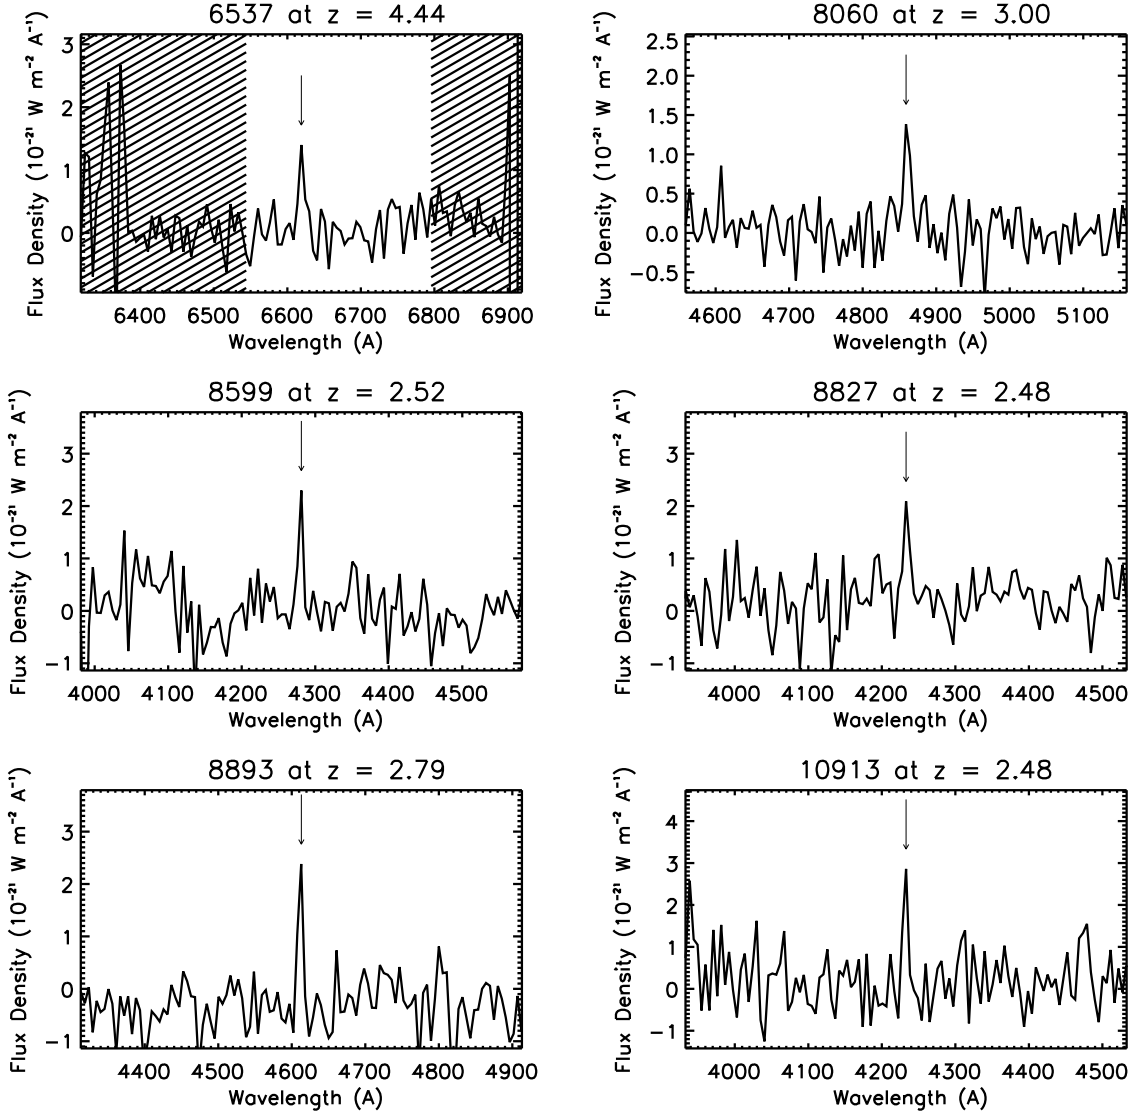 6537 at z = 4.44
Flux Density (10⁻²¹ W m⁻² A⁻¹)
3
2
1
0
6400 6500 6600 6700 6800 6900
Wavelength (A)
8060 at z = 3.00
Flux Density (10⁻²¹ W m⁻² A⁻¹)
2.5
2.0
1.5
1.0
0.5
0.0
−0.5
4600 4700 4800 4900 5000 5100
Wavelength (A)
8599 at z = 2.52
Flux Density (10⁻²¹ W m⁻² A⁻¹)
3
2
1
0
−1
4000 4100 4200 4300 4400 4500
Wavelength (A)
8827 at z = 2.48
Flux Density (10⁻²¹ W m⁻² A⁻¹)
3
2
1
0
−1
4000 4100 4200 4300 4400 4500
Wavelength (A)
8893 at z = 2.79
Flux Density (10⁻²¹ W m⁻² A⁻¹)
3
2
1
0
−1
4400 4500 4600 4700 4800 4900
Wavelength (A)
10913 at z = 2.48
Flux Density (10⁻²¹ W m⁻² A⁻¹)
4
3
2
1
0
−1
4000 4100 4200 4300 4400 4500
Wavelength (A)